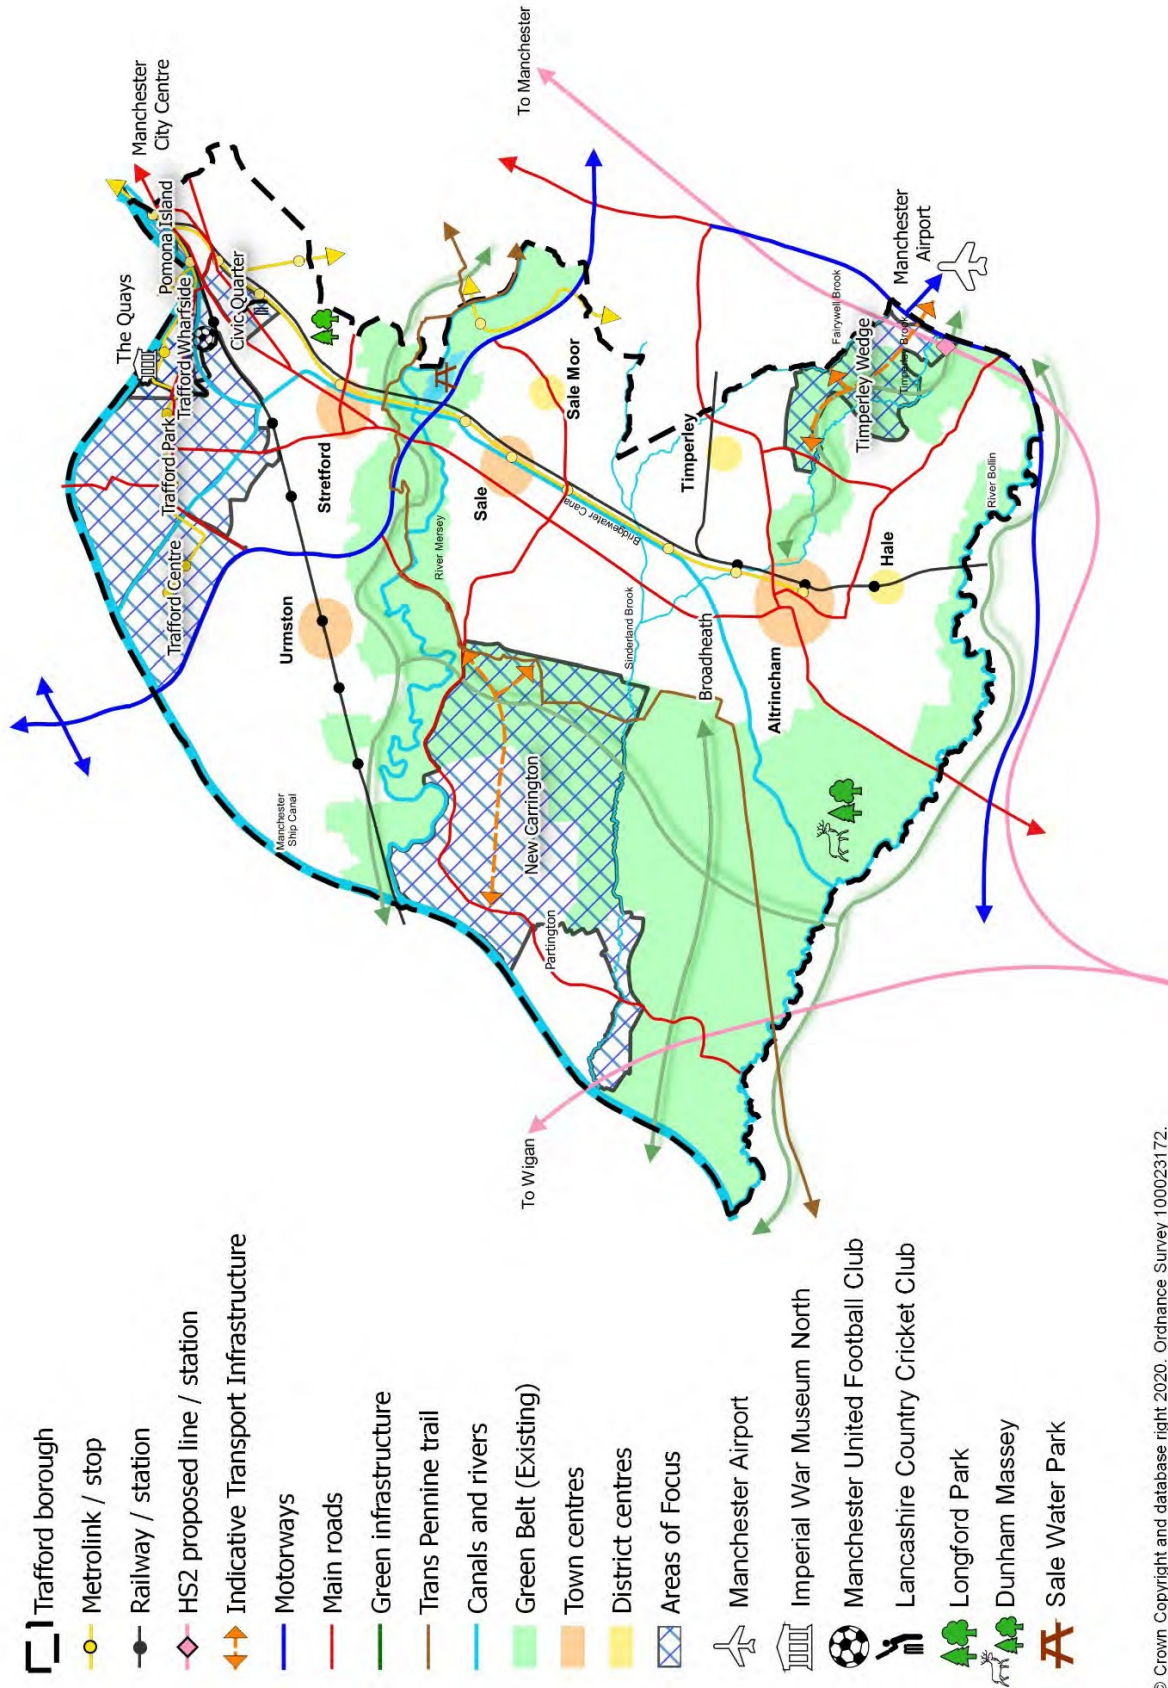 Trafford borough
Metrolink / stop
Railway / station
HS2 proposed line / station
Indicative Transport Infrastructure
Motorways
Main roads
Green infrastructure
Trans Pennine trail
Canals and rivers
Green Belt (Existing)
Town centres
District centres
Areas of Focus
Manchester Airport
Imperial War Museum North
Manchester United Football Club
Lancashire Country Cricket Club
Longford Park
Dunham Massey
Sale Water Park
Manchester
City Centre
Pomona Island
The Quays
Trafford Wharfside
Civic Quarter
Trafford Park
Trafford Centre
Stretford
Urmston
Manchester
Ship Canal
River Mersey
Sale
Sale Moor
Bridgewater Canal
New Carrington
Partington
Sinderland Brook
Broadheath
Timperley
Altrincham
Hale
Timperley Wedge
Fairywell Brook
Timperley Brook
Manchester
Airport
River Bollin
To Manchester
To Wigan
© Crown Copyright and database right 2020. Ordnance Survey 100023172.